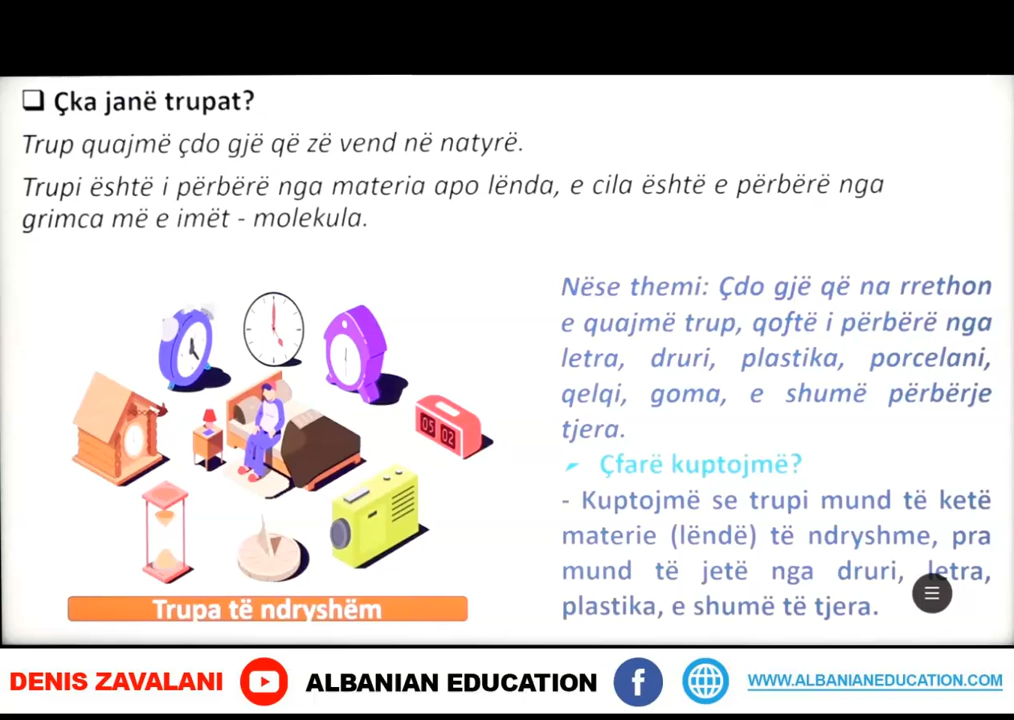 Çka janë trupat?
Trup quajmë çdo gjë që zë vend në natyrë.
Trupi është i përbërë nga materia apo lënda, e cila është e përbërë nga
grimca më e imët - molekula.
Nëse themi: Çdo gjë që na rrethon
e quajmë trup, qoftë i përbërë nga
letra, druri, plastika, porcelani,
qelqi, goma, e shumë përbërje
tjera.
Çfarë kuptojmë?
- Kuptojmë se trupi mund të ketë
materie (lëndë) të ndryshme, pra
mund të jetë nga druri, letra,
plastika, e shumë të tjera.
05 02
Trupa të ndryshëm
DENIS ZAVALANI ALBANIAN EDUCATION f WWW.ALBANIANEDUCATION.COM